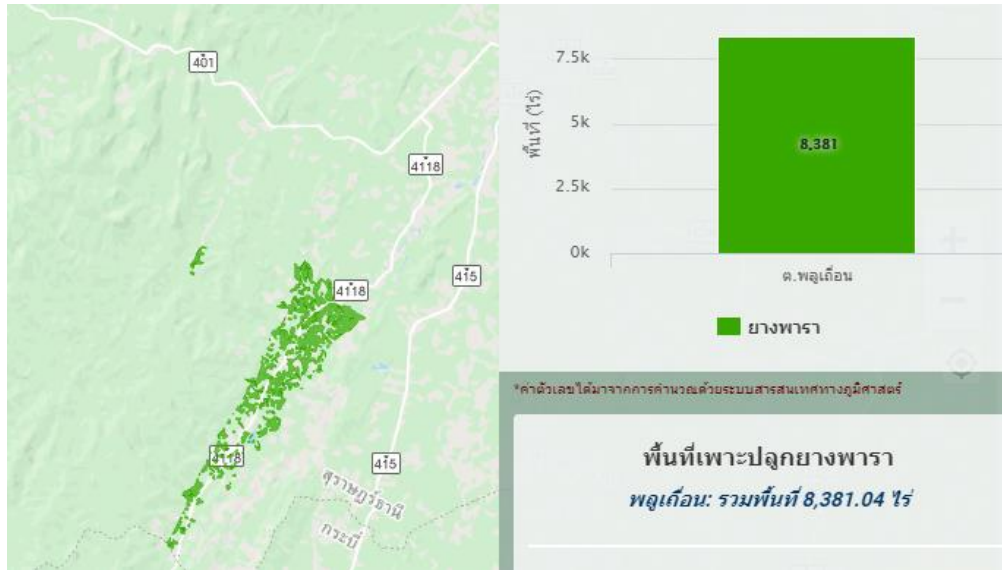 401
4118
415
4118
4118
415
สุราษฎร์ธานี
กระบี่
7.5k
5k
2.5k
0k
พื้นที่ (ไร่)
8,381
ต.พลูเถื่อน
ยางพารา
*ค่าตัวเลขได้มาจากการคำนวณด้วยระบบสารสนเทศทางภูมิศาสตร์
พื้นที่เพาะปลูกยางพารา
พลูเถื่อน: รวมพื้นที่ 8,381.04 ไร่